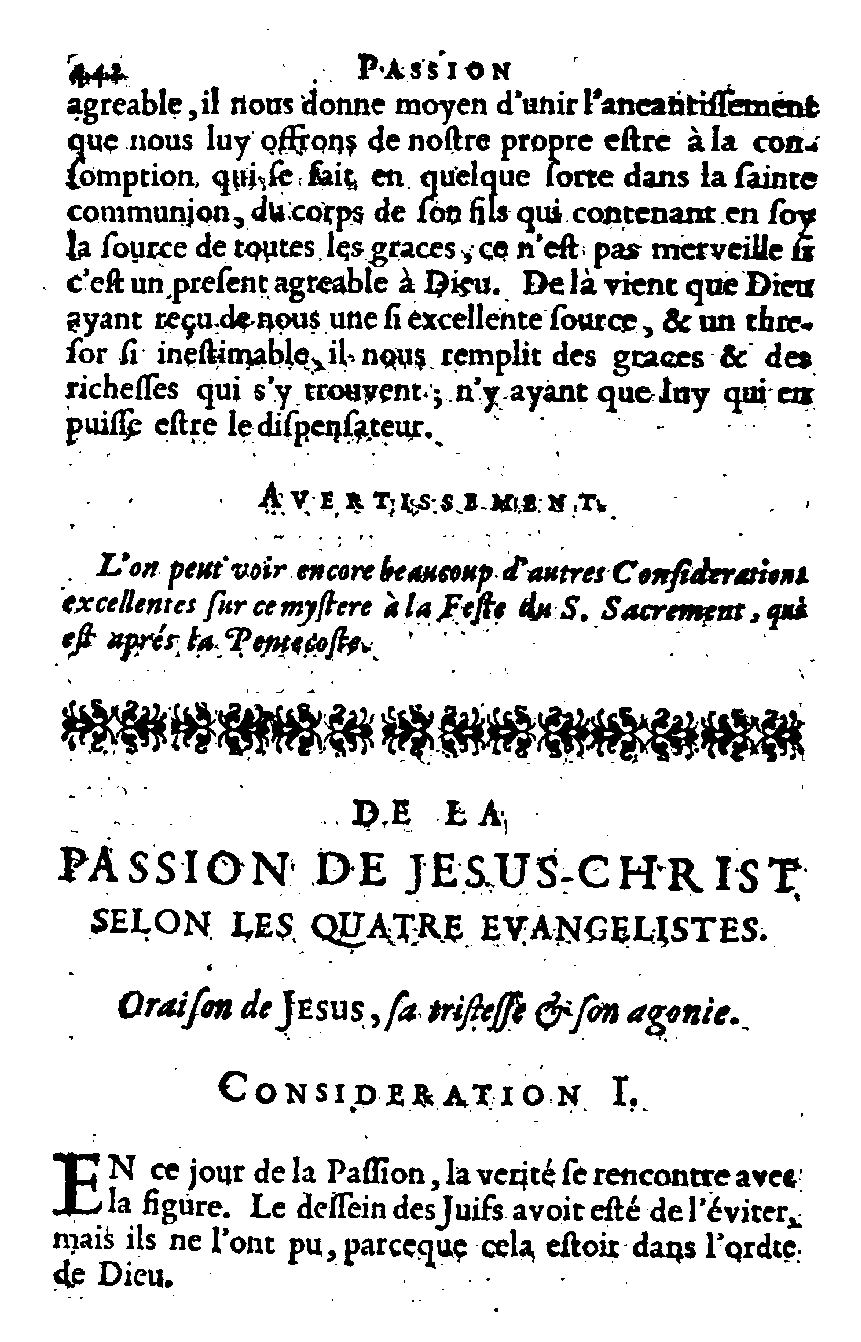 442 PASSION
agreable, il nous donne moyen d'unir l'aneantissement
que nous luy offrons de nostre propre estre à la con-
somption, qui se fait, en quelque sorte dans la sainte
communion, du corps de son fils qui contenant en soy
la source de toutes les graces, ce n'est pas merveille si
c'est un present agreable à Dieu. De là vient que Dieu
ayant reçu de nous une si excellente source, & un thre-
sor si inestimable, il nous remplit des graces & des
richesses qui s'y trouvent; n'y ayant que luy qui en
puisse estre le dispensateur.
AVERTISSEMENT.
L'on peut voir encore beaucoup d'autres Considerations
excellentes sur ce mystere à la Feste du S. Sacrement, qui
est aprés la Pentecoste.
DE LA
PASSION DE JESUS-CHRIST
SELON LES QUATRE EVANGELISTES.
Oraison de JESUS, sa tristesse & son agonie.
CONSIDERATION I.
EN ce jour de la Passion, la verité se rencontre avec
la figure. Le dessein des Juifs avoit esté de l'éviter,
mais ils ne l'ont pu, parceque cela estoit dans l'ordre
de Dieu.